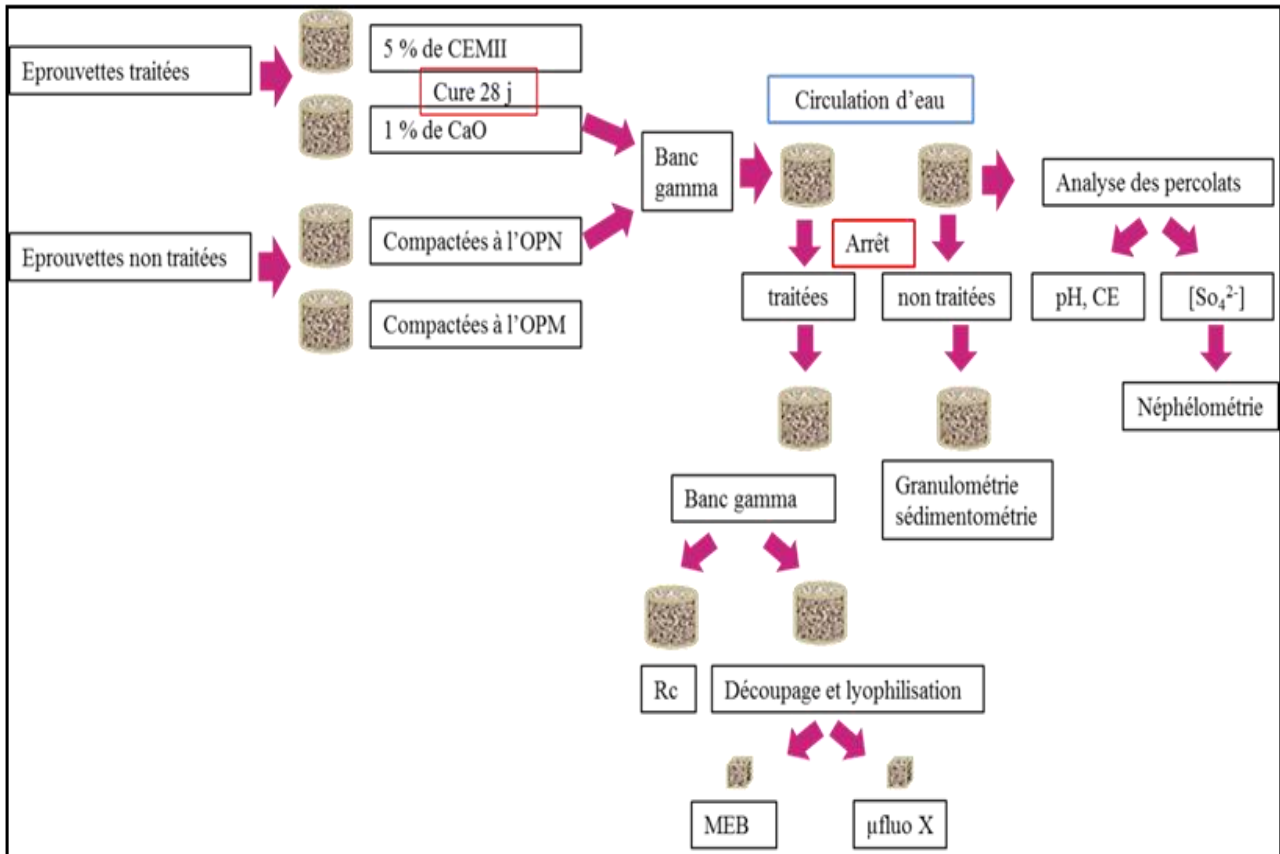 5 % de CEMII
Eprouvettes traitées
Cure 28 j
Circulation d’eau
1 % de CaO
Banc
gamma
Analyse des percolats
Eprouvettes non traitées
Compactées à l’OPN
Arrêt
traitées
non traitées
pH, CE
[So₄²⁻]
Compactées à l’OPM
Néphélométrie
Banc gamma
Granulométrie
sédimentométrie
Rc
Découpage et lyophilisation
MEB
µfluo X